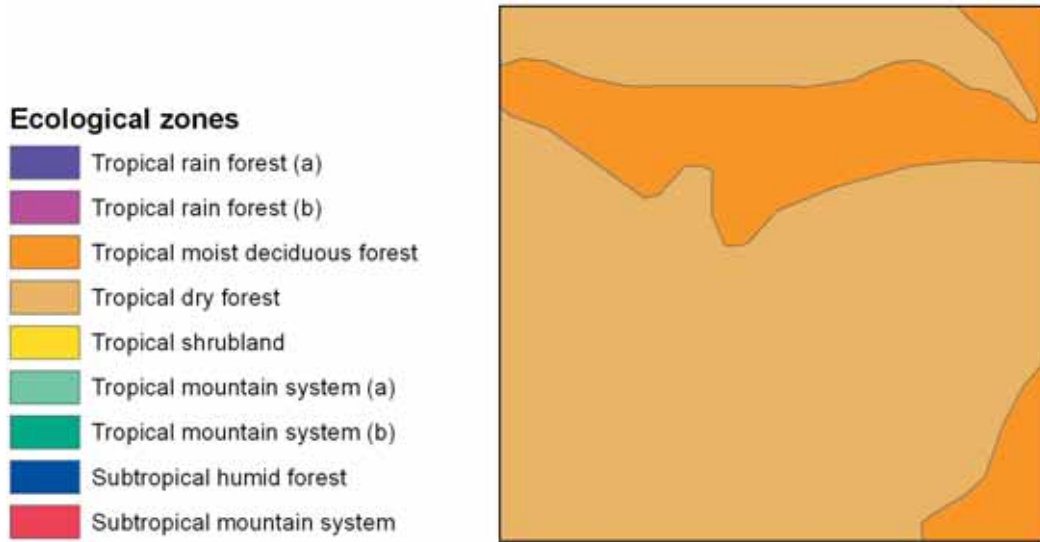 Ecological zones
Tropical rain forest (a)
Tropical rain forest (b)
Tropical moist deciduous forest
Tropical dry forest
Tropical shrubland
Tropical mountain system (a)
Tropical mountain system (b)
Subtropical humid forest
Subtropical mountain system